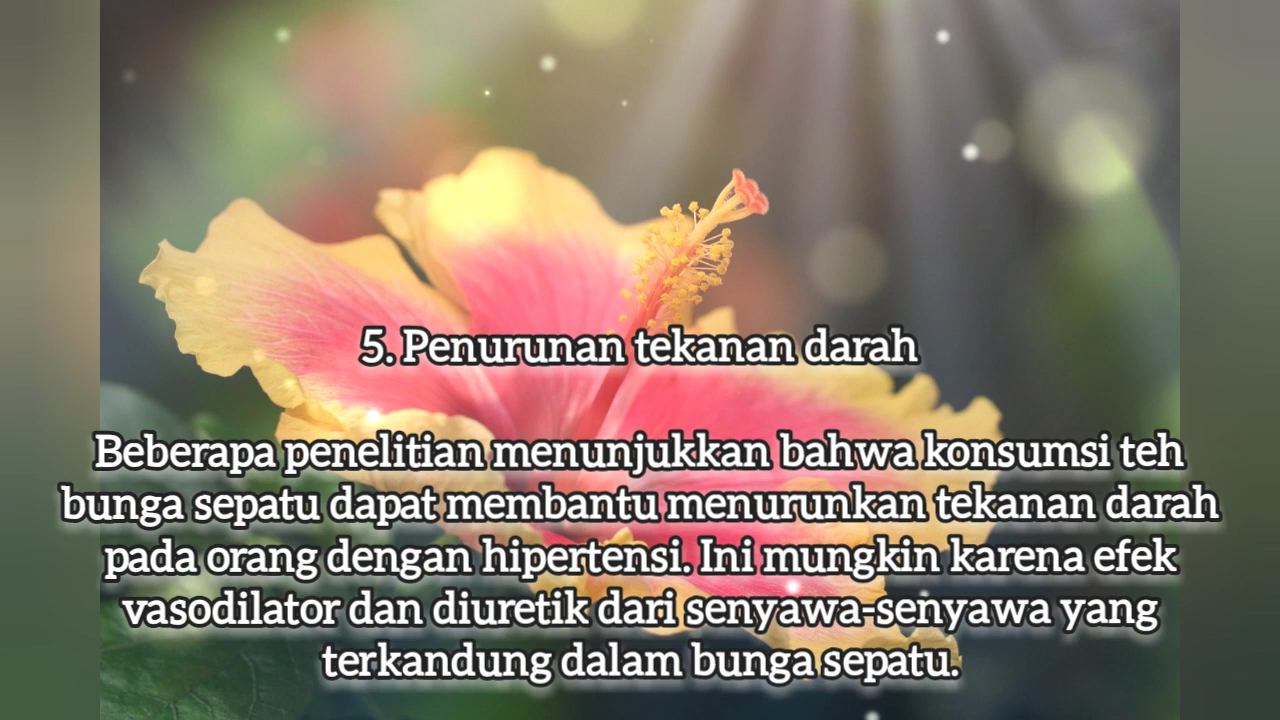 5. Penurunan tekanan darah
Beberapa penelitian menunjukkan bahwa konsumsi teh
bunga sepatu dapat membantu menurunkan tekanan darah
pada orang dengan hipertensi. Ini mungkin karena efek
vasodilator dan diuretik dari senyawa-senyawa yang
terkandung dalam bunga sepatu.